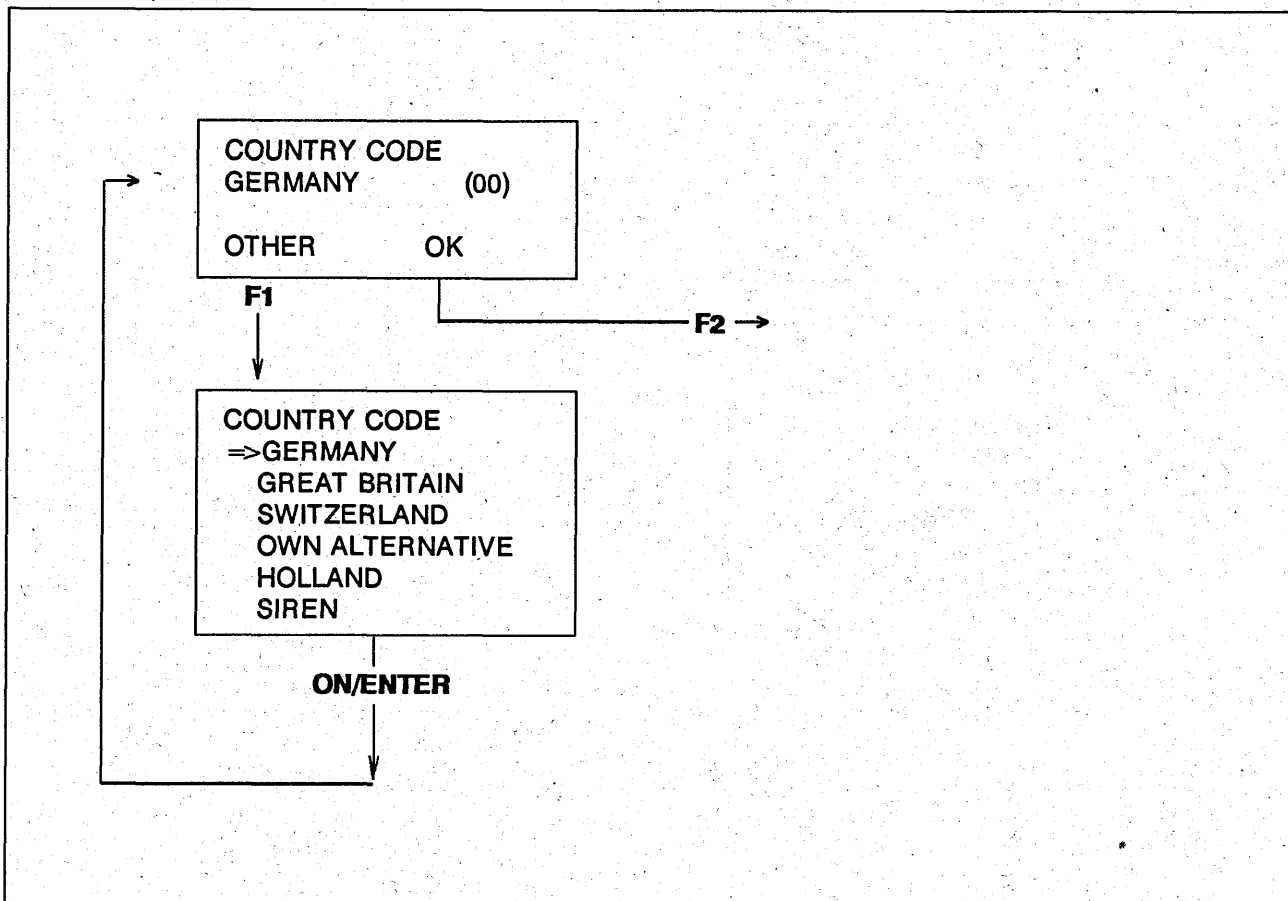 COUNTRY CODE
GERMANY (00)
OTHER OK
F1
F2
COUNTRY CODE
=>GERMANY
GREAT BRITAIN
SWITZERLAND
OWN ALTERNATIVE
HOLLAND
SIREN
ON/ENTER